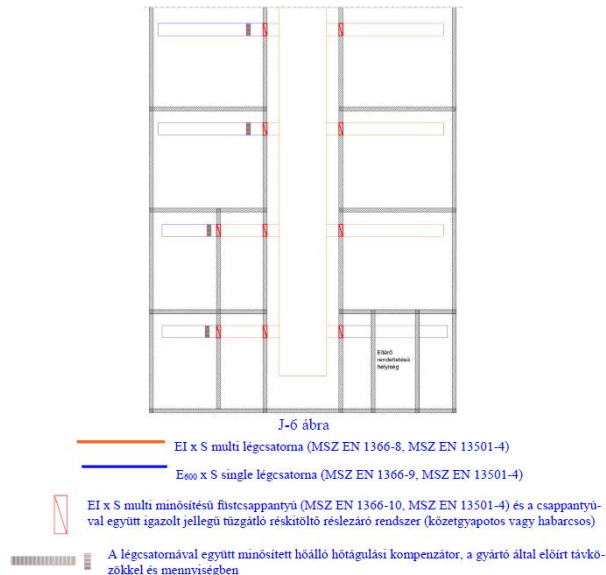 Eltérő
rendeltetésű
helyiség
J-6 ábra
EI x S multi légcsatorna (MSZ EN 1366-8, MSZ EN 13501-4)
E₆₀₀ x S single légcsatorna (MSZ EN 1366-9, MSZ EN 13501-4)
EI x S multi minősítésű füstcsappantyú (MSZ EN 1366-10, MSZ EN 13501-4) és a csappantyú-
val együtt igazolt jellegű tűzgátló réskitöltő réslezáró rendszer (kőzetgyapotos vagy habarcsos)
A légcsatornával együtt minősített hőálló hőtágulási kompenzátor, a gyártó által előírt távkö-
zökkel és mennyiségben